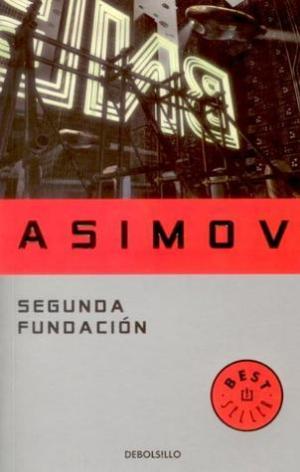 ASIMOV
SEGUNDA
FUNDACIÓN
BEST
SELLER
DEBOLSILLO